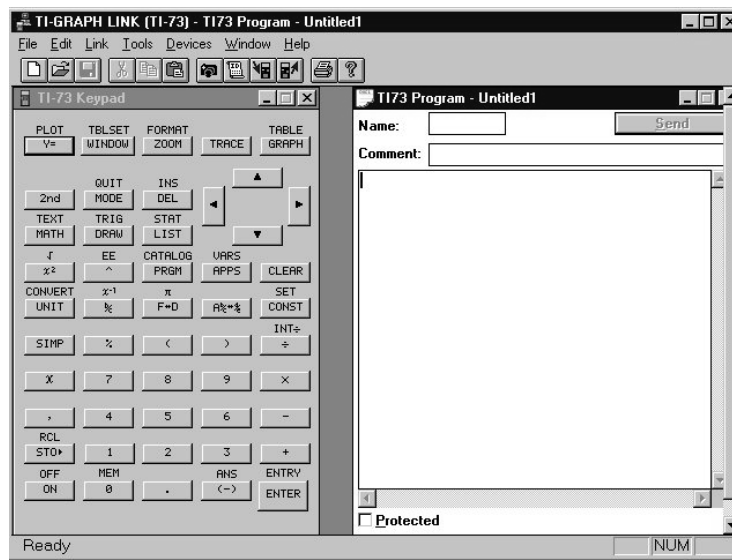 TI-GRAPH LINK (TI-73) - TI73 Program - Untitled1
File Edit Link Tools Devices Window Help
TI-73 Keypad
PLOT TBLSET FORMAT TABLE
Y= WINDOW ZOOM TRACE GRAPH
QUIT INS
2nd MODE DEL
TEXT TRIG STAT
MATH DRAW LIST
√ EE CATALOG VARS
x² ^ PRGM APPS CLEAR
CONVERT x⁻¹ π SET
UNIT F↔D CONST
INT÷
SIMP % ( ) ÷
x 7 8 9 ×
, 4 5 6 -
RCL
STO▸ 1 2 3 +
OFF MEM ANS ENTRY
ON 0 . (-) ENTER
TI73 Program - Untitled1
Name: Send
Comment:
Protected
Ready NUM